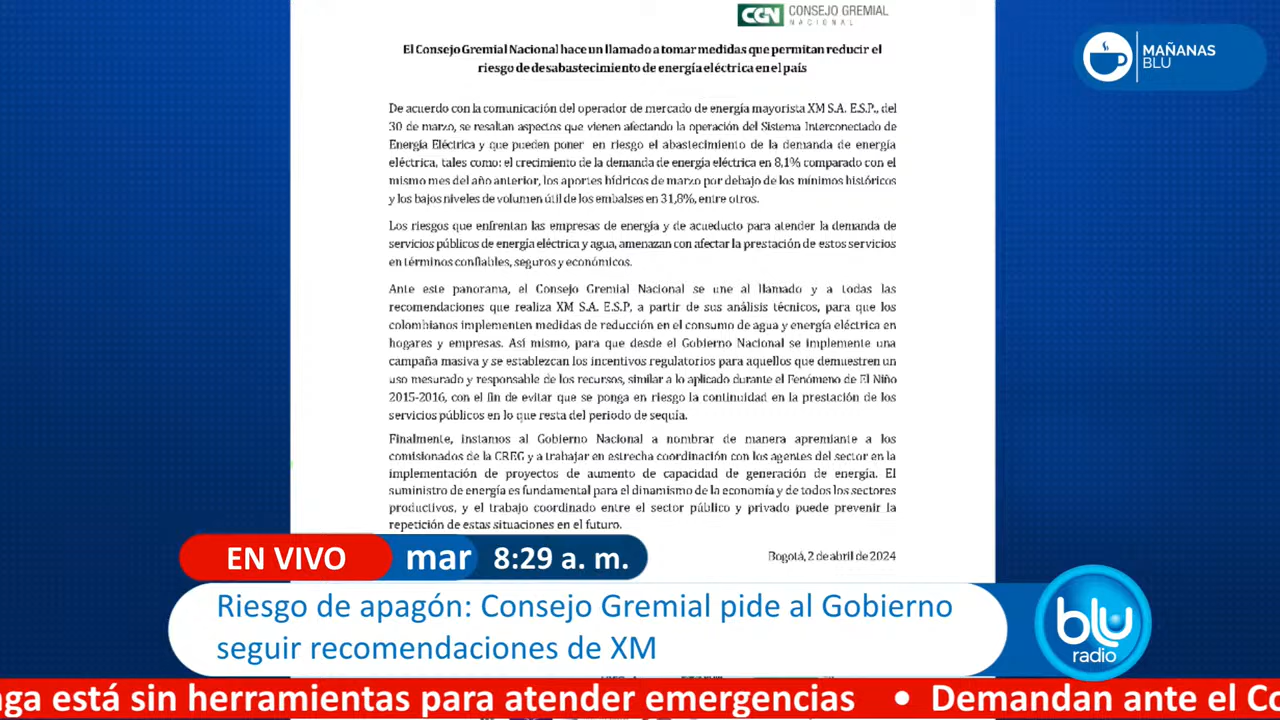 CGN CONSEJO GREMIAL
NACIONAL
MAÑANAS
BLU
El Consejo Gremial Nacional hace un llamado a tomar medidas que permitan reducir el
riesgo de desabastecimiento de energía eléctrica en el país
De acuerdo con la comunicación del operador de mercado de energía mayorista XM S.A. E.S.P., del
30 de marzo, se resaltan aspectos que vienen afectando la operación del Sistema Interconectado de
Energía Eléctrica y que pueden poner en riesgo el abastecimiento de la demanda de energía
eléctrica, tales como: el crecimiento de la demanda de energía eléctrica en 8,1% comparado con el
mismo mes del año anterior, los aportes hídricos de marzo por debajo de los mínimos históricos
y los bajos niveles de volumen útil de los embalses en 31,8%, entre otros.
Los riesgos que enfrentan las empresas de energía y de acueducto para atender la demanda de
servicios públicos de energía eléctrica y agua, amenazan con afectar la prestación de estos servicios
en términos confiables, seguros y económicos.
Ante este panorama, el Consejo Gremial Nacional se une al llamado y a todas las
recomendaciones que realiza XM S.A. E.S.P, a partir de sus análisis técnicos, para que los
colombianos implementen medidas de reducción en el consumo de agua y energía eléctrica en
hogares y empresas. Así mismo, para que desde el Gobierno Nacional se implemente una
campaña masiva y se establezcan los incentivos regulatorios para aquellos que demuestren un
uso mesurado y responsable de los recursos, similar a lo aplicado durante el Fenómeno de El Niño
2015-2016, con el fin de evitar que se ponga en riesgo la continuidad en la prestación de los
servicios públicos en lo que resta del periodo de sequía.
Finalmente, instamos al Gobierno Nacional a nombrar de manera apremiante a los
comisionados de la CREG y a trabajar en estrecha coordinación con los agentes del sector en la
implementación de proyectos de aumento de capacidad de generación de energía. El
suministro de energía es fundamental para el dinamismo de la economía y de todos los sectores
productivos, y el trabajo coordinado entre el sector público y privado puede prevenir la
repetición de estas situaciones en el futuro.
Bogotá, 2 de abril de 2024
EN VIVO mar 8:29 a. m.
Riesgo de apagón: Consejo Gremial pide al Gobierno
seguir recomendaciones de XM
blu
radio
nga está sin herramientas para atender emergencias • Demandan ante el Co